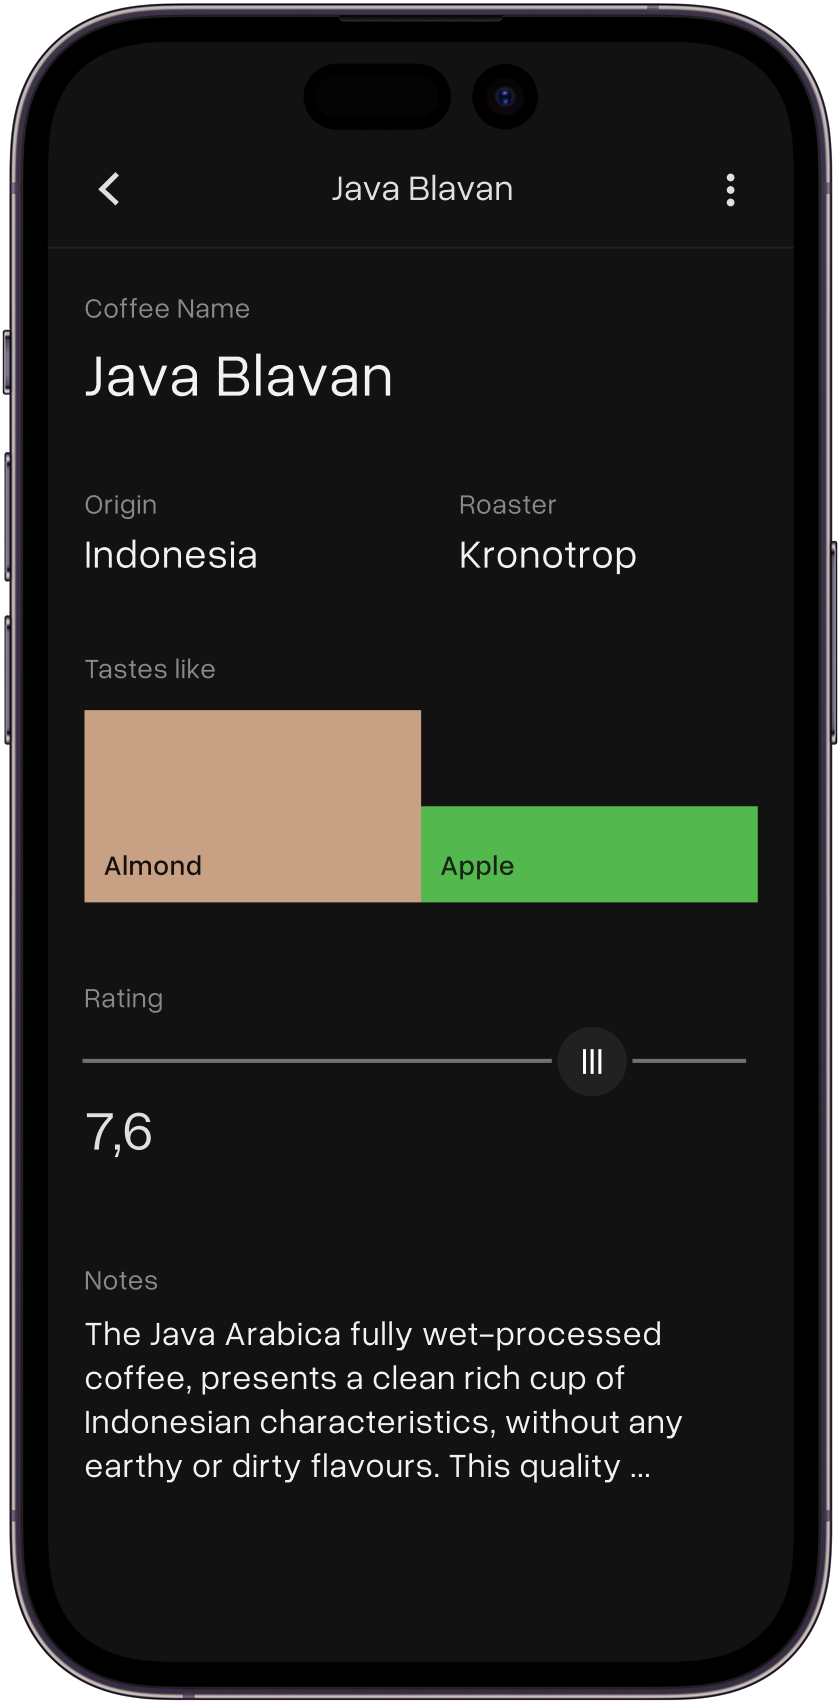 Java Blavan
Coffee Name
Java Blavan
Origin
Roaster
Indonesia
Kronotrop
Tastes like
Almond
Apple
Rating
7,6
Notes
The Java Arabica fully wet-processed
coffee, presents a clean rich cup of
Indonesian characteristics, without any
earthy or dirty flavours. This quality ...